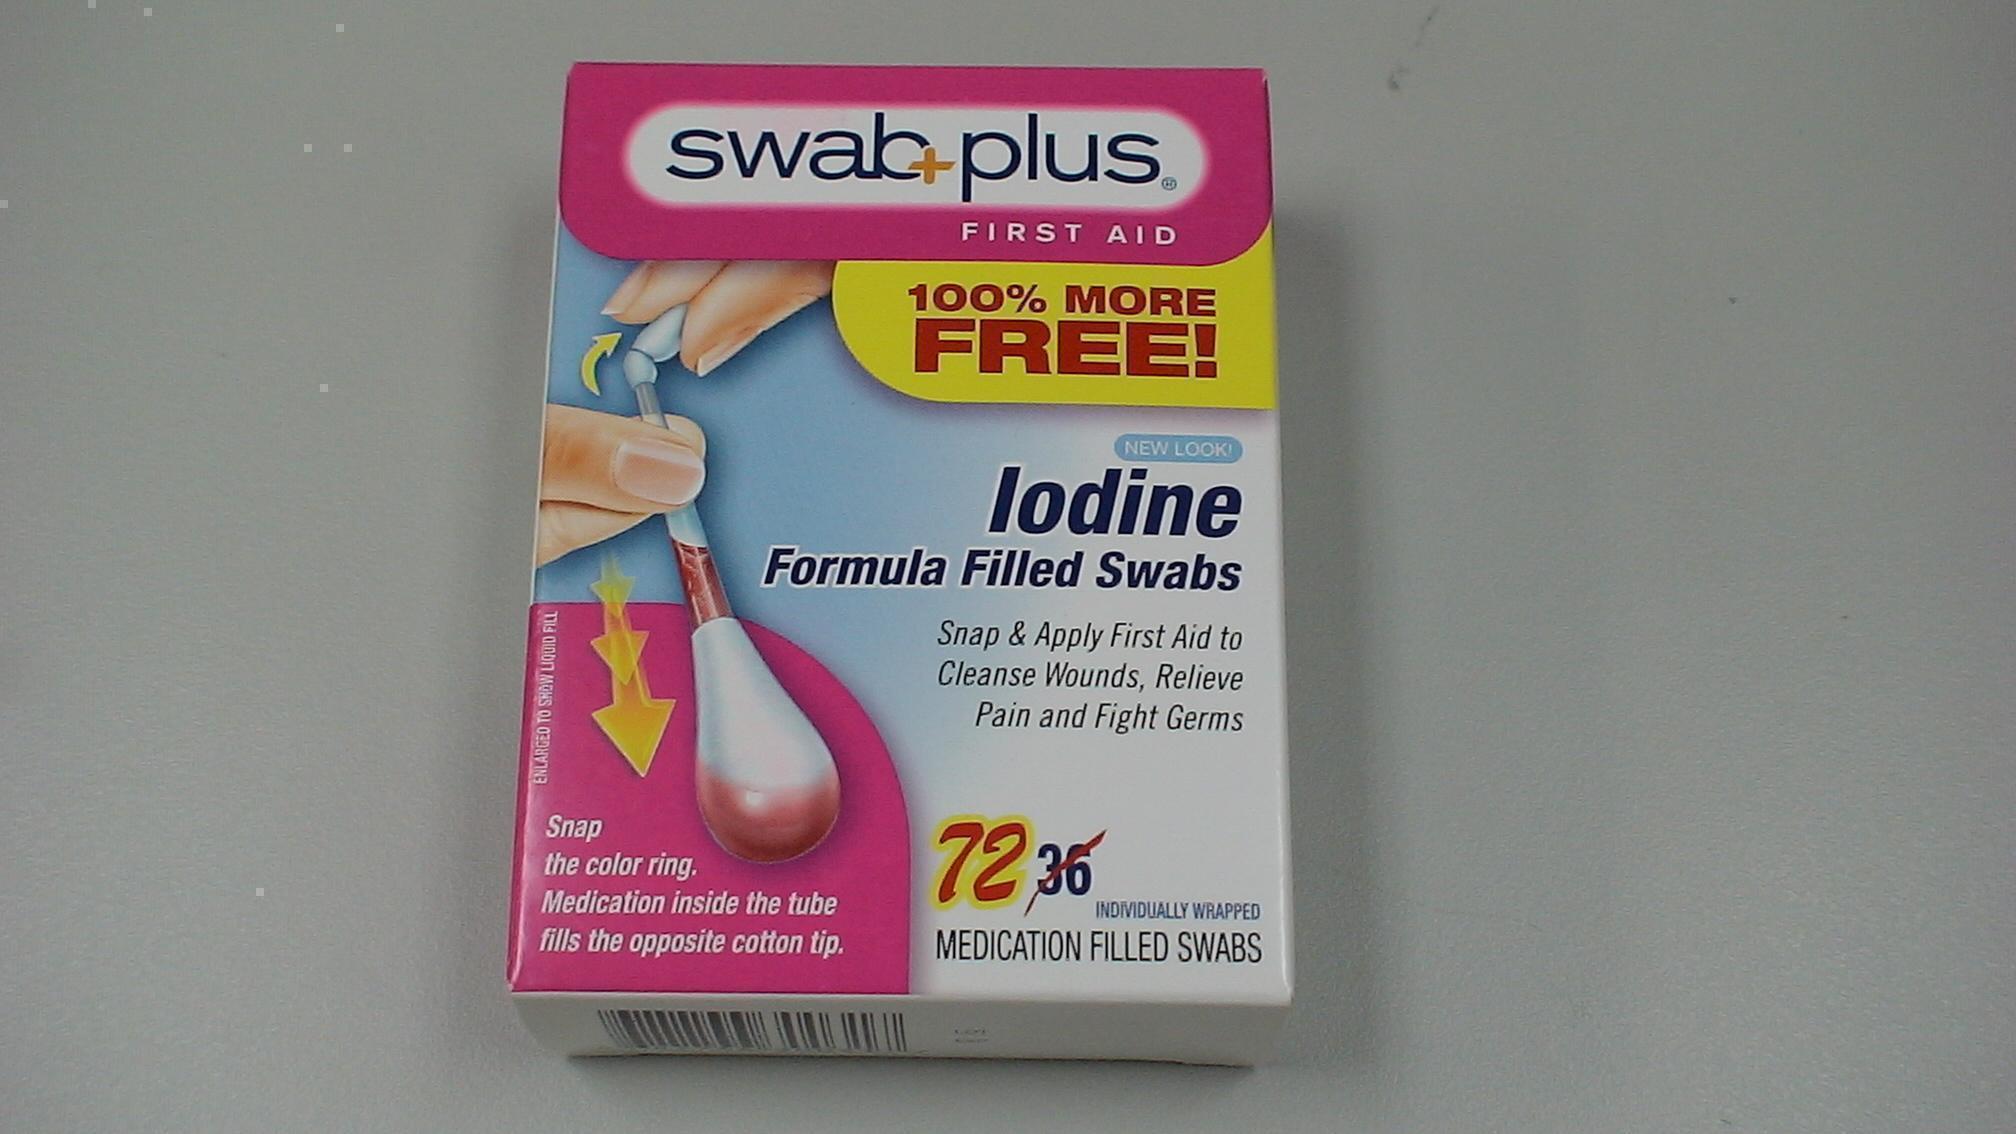 swab+plus®
FIRST AID
100% MORE
FREE!
NEW LOOK!
Iodine
Formula Filled Swabs
Snap & Apply First Aid to
Cleanse Wounds, Relieve
Pain and Fight Germs
ENLARGED TO SHOW LIQUID FILL
Snap
the color ring.
Medication inside the tube
fills the opposite cotton tip.
72 36
INDIVIDUALLY WRAPPED
MEDICATION FILLED SWABS